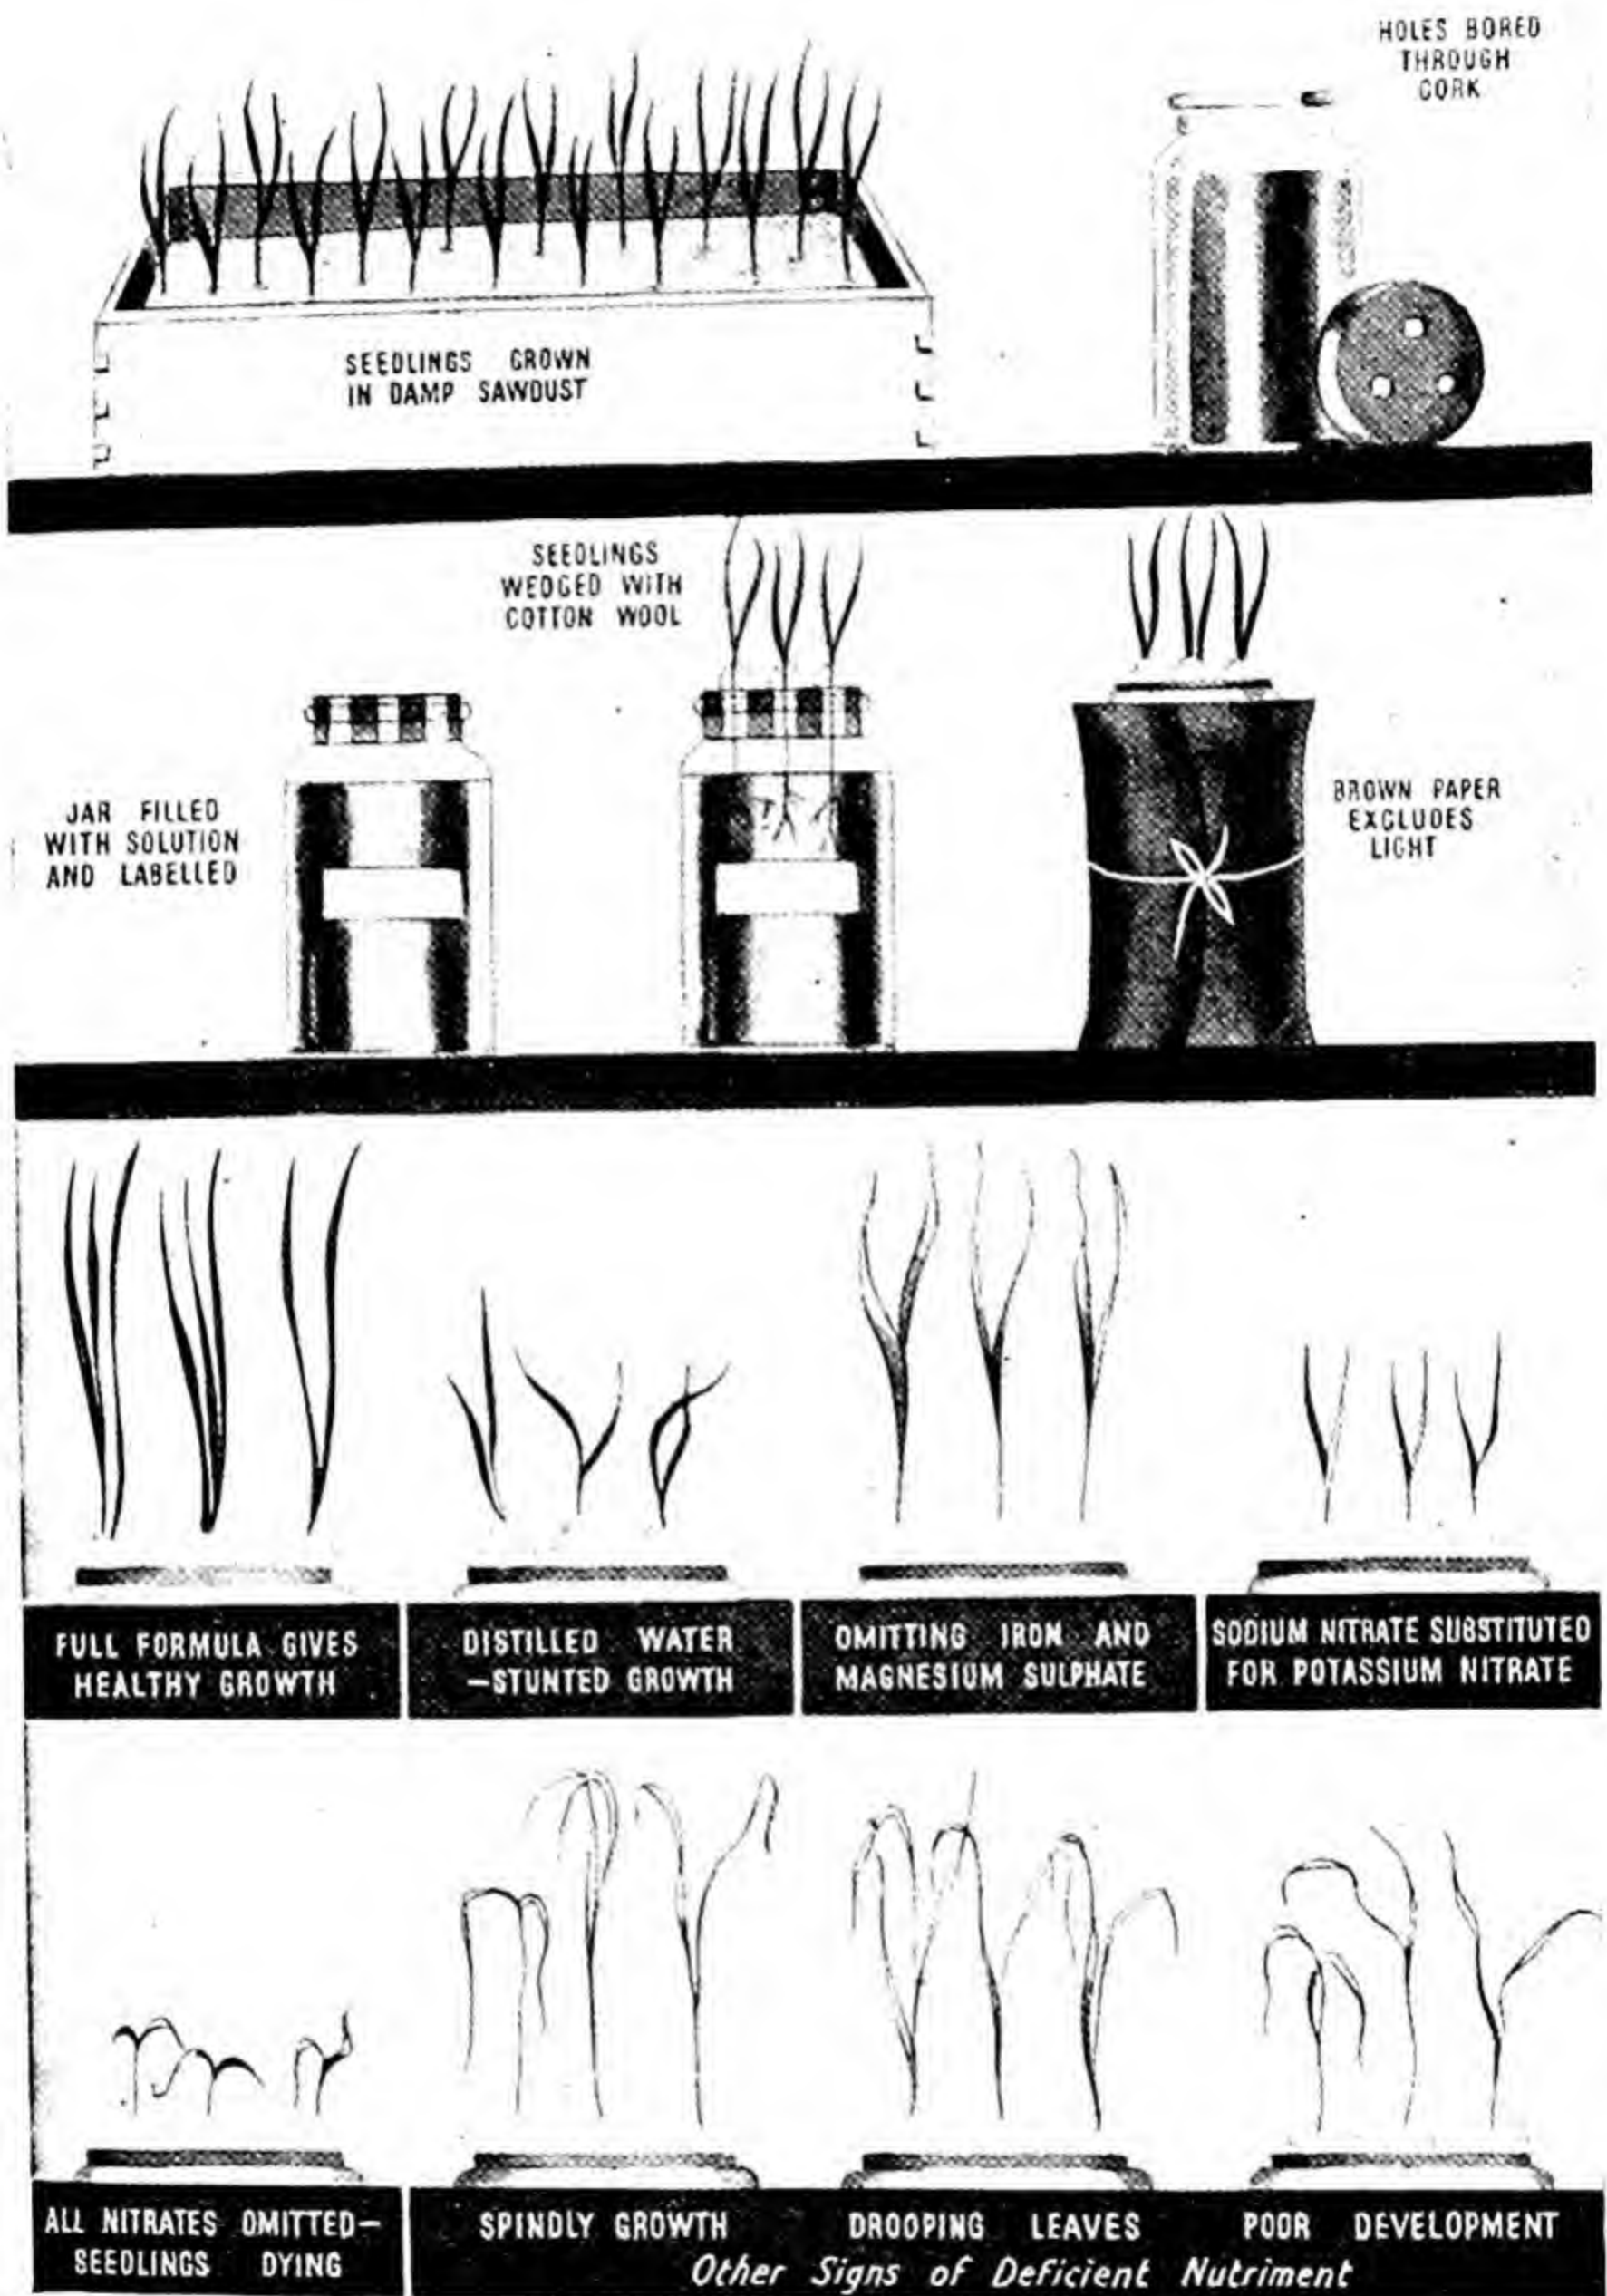 HOLES BORED
THROUGH
CORK
SEEDLINGS GROWN
IN DAMP SAWDUST
SEEDLINGS
WEDGED WITH
COTTON WOOL
JAR FILLED
WITH SOLUTION
AND LABELLED
BROWN PAPER
EXCLUDES
LIGHT
FULL FORMULA GIVES
HEALTHY GROWTH
DISTILLED WATER
—STUNTED GROWTH
OMITTING IRON AND
MAGNESIUM SULPHATE
SODIUM NITRATE SUBSTITUTED
FOR POTASSIUM NITRATE
ALL NITRATES OMITTED—
SEEDLINGS DYING
SPINDLY GROWTH
DROOPING LEAVES
POOR DEVELOPMENT
Other Signs of Deficient Nutriment